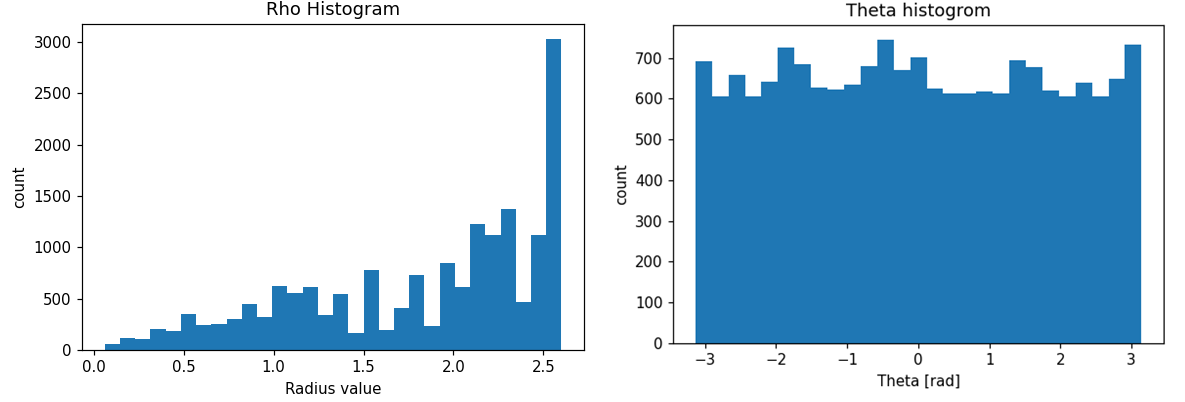 Rho Histogram
3000
2500
2000
1500
1000
500
0
count
0.0 0.5 1.0 1.5 2.0 2.5
Radius value
Theta histogrom
700
600
500
400
300
200
100
0
count
−3 −2 −1 0 1 2 3
Theta [rad]